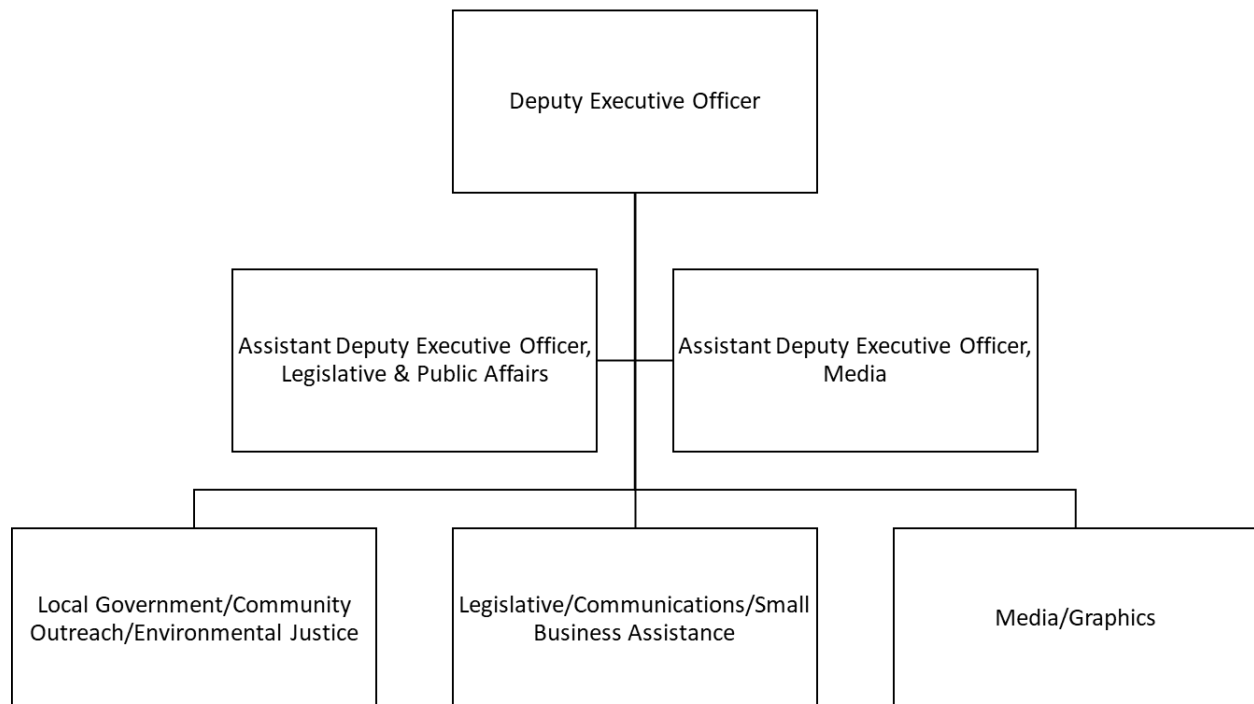 Deputy Executive Officer
Assistant Deputy Executive Officer,
Legislative & Public Affairs
Assistant Deputy Executive Officer,
Media
Local Government/Community
Outreach/Environmental Justice
Legislative/Communications/Small
Business Assistance
Media/Graphics